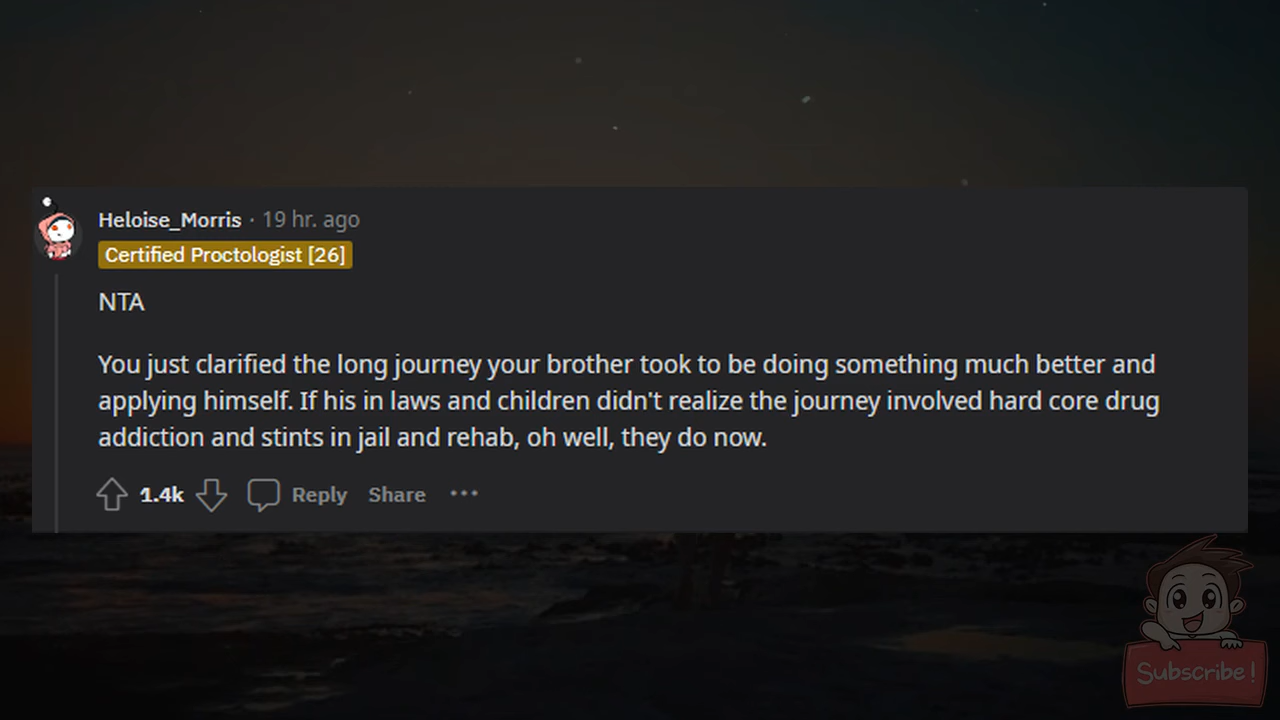 Heloise_Morris · 19 hr. ago
Certified Proctologist [26]
NTA
You just clarified the long journey your brother took to be doing something much better and
applying himself. If his in laws and children didn't realize the journey involved hard core drug
addiction and stints in jail and rehab, oh well, they do now.
1.4k Reply Share ···
Subscribe!